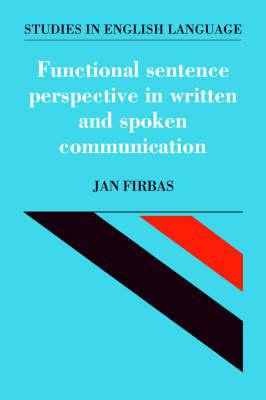 STUDIES IN ENGLISH LANGUAGE
Functional sentence
perspective in written
and spoken
communication
JAN FIRBAS